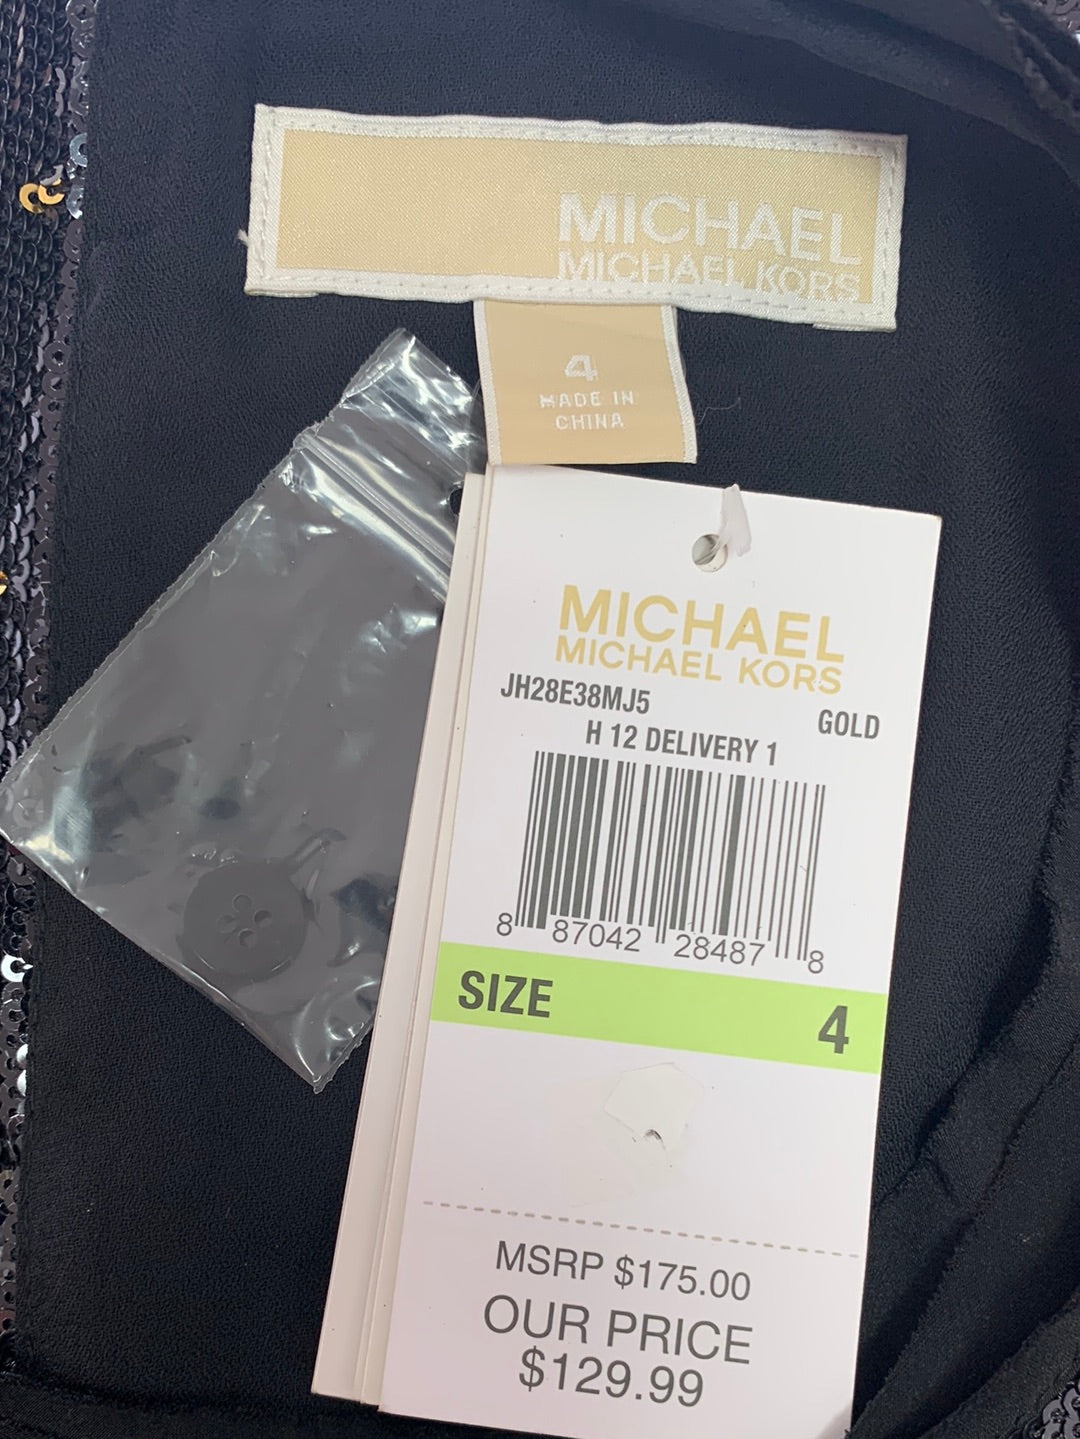 MICHAEL
MICHAEL KORS
4
MADE IN
CHINA
MICHAEL
MICHAEL KORS
JH28E38MJ5
GOLD
H 12 DELIVERY 1
8 87042 28487 8
SIZE 4
MSRP $175.00
OUR PRICE
$129.99